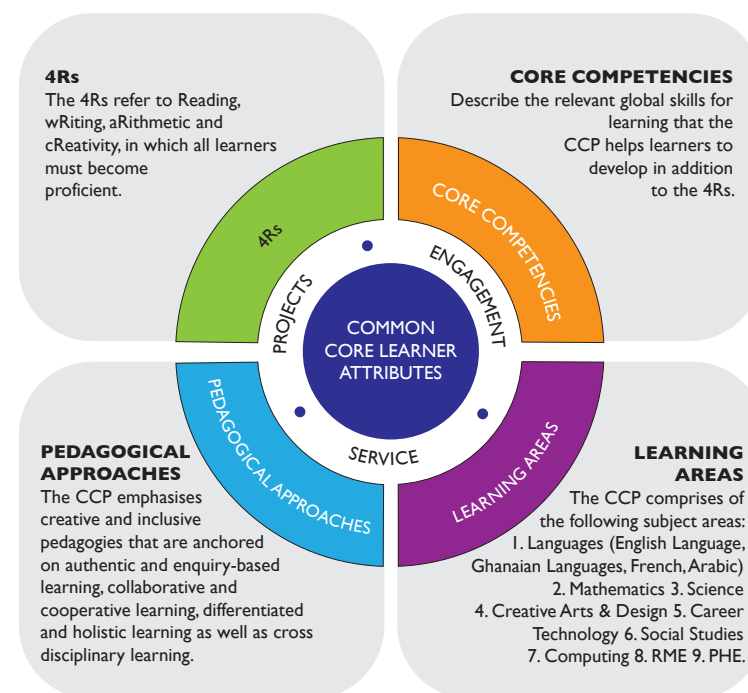 4Rs
The 4Rs refer to Reading,
wRiting, aRithmetic and
cReativity, in which all learners
must become
proficient.
CORE COMPETENCIES
Describe the relevant global skills for
learning that the
CCP helps learners to
develop in addition
to the 4Rs.
4Rs
CORE COMPETENCIES
PROJECTS
ENGAGEMENT
COMMON
CORE LEARNER
ATTRIBUTES
SERVICE
PEDAGOGICAL APPROACHES
LEARNING AREAS
PEDAGOGICAL
APPROACHES
The CCP emphasises
creative and inclusive
pedagogies that are anchored
on authentic and enquiry-based
learning, collaborative and
cooperative learning, differentiated
and holistic learning as well as cross
disciplinary learning.
LEARNING
AREAS
The CCP comprises of
the following subject areas:
1. Languages (English Language,
Ghanaian Languages, French, Arabic)
2. Mathematics 3. Science
4. Creative Arts & Design 5. Career
Technology 6. Social Studies
7. Computing 8. RME 9. PHE.